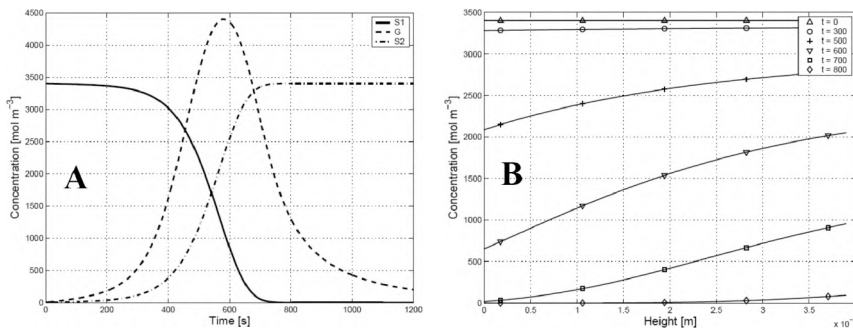 4500
4000
3500
3000
2500
2000
1500
1000
500
0
Concentration [mol m⁻³]
S1
G
S2
A
0 200 400 600 800 1000 1200
Time [s]
3500
3000
2500
2000
1500
1000
500
0
Concentration [mol m⁻³]
t = 0
t = 300
t = 500
t = 600
t = 700
t = 800
B
0 0.5 1 1.5 2 2.5 3 3.5
Height [m]
x 10⁻